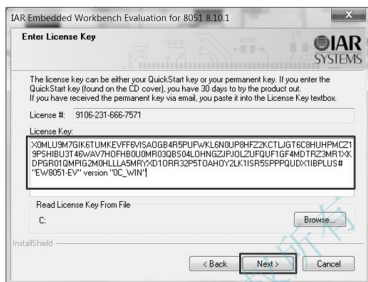 IAR Embedded Workbench Evaluation for 8051 8.10.1
Enter License Key
IAR
SYSTEMS
The license key can be either your QuickStart key or your permanent key. If you enter the
QuickStart key (found on the CD cover), you have 30 days to try the product out.
If you have received the permanent key via email, you paste it into the License Key textbox.
License #: 9106-231-666-7571
License Key:
"EW8051-EV" version "0C_WIN"
Read License Key From File
C:
Browse...
InstallShield
< Back
Next >
Cancel